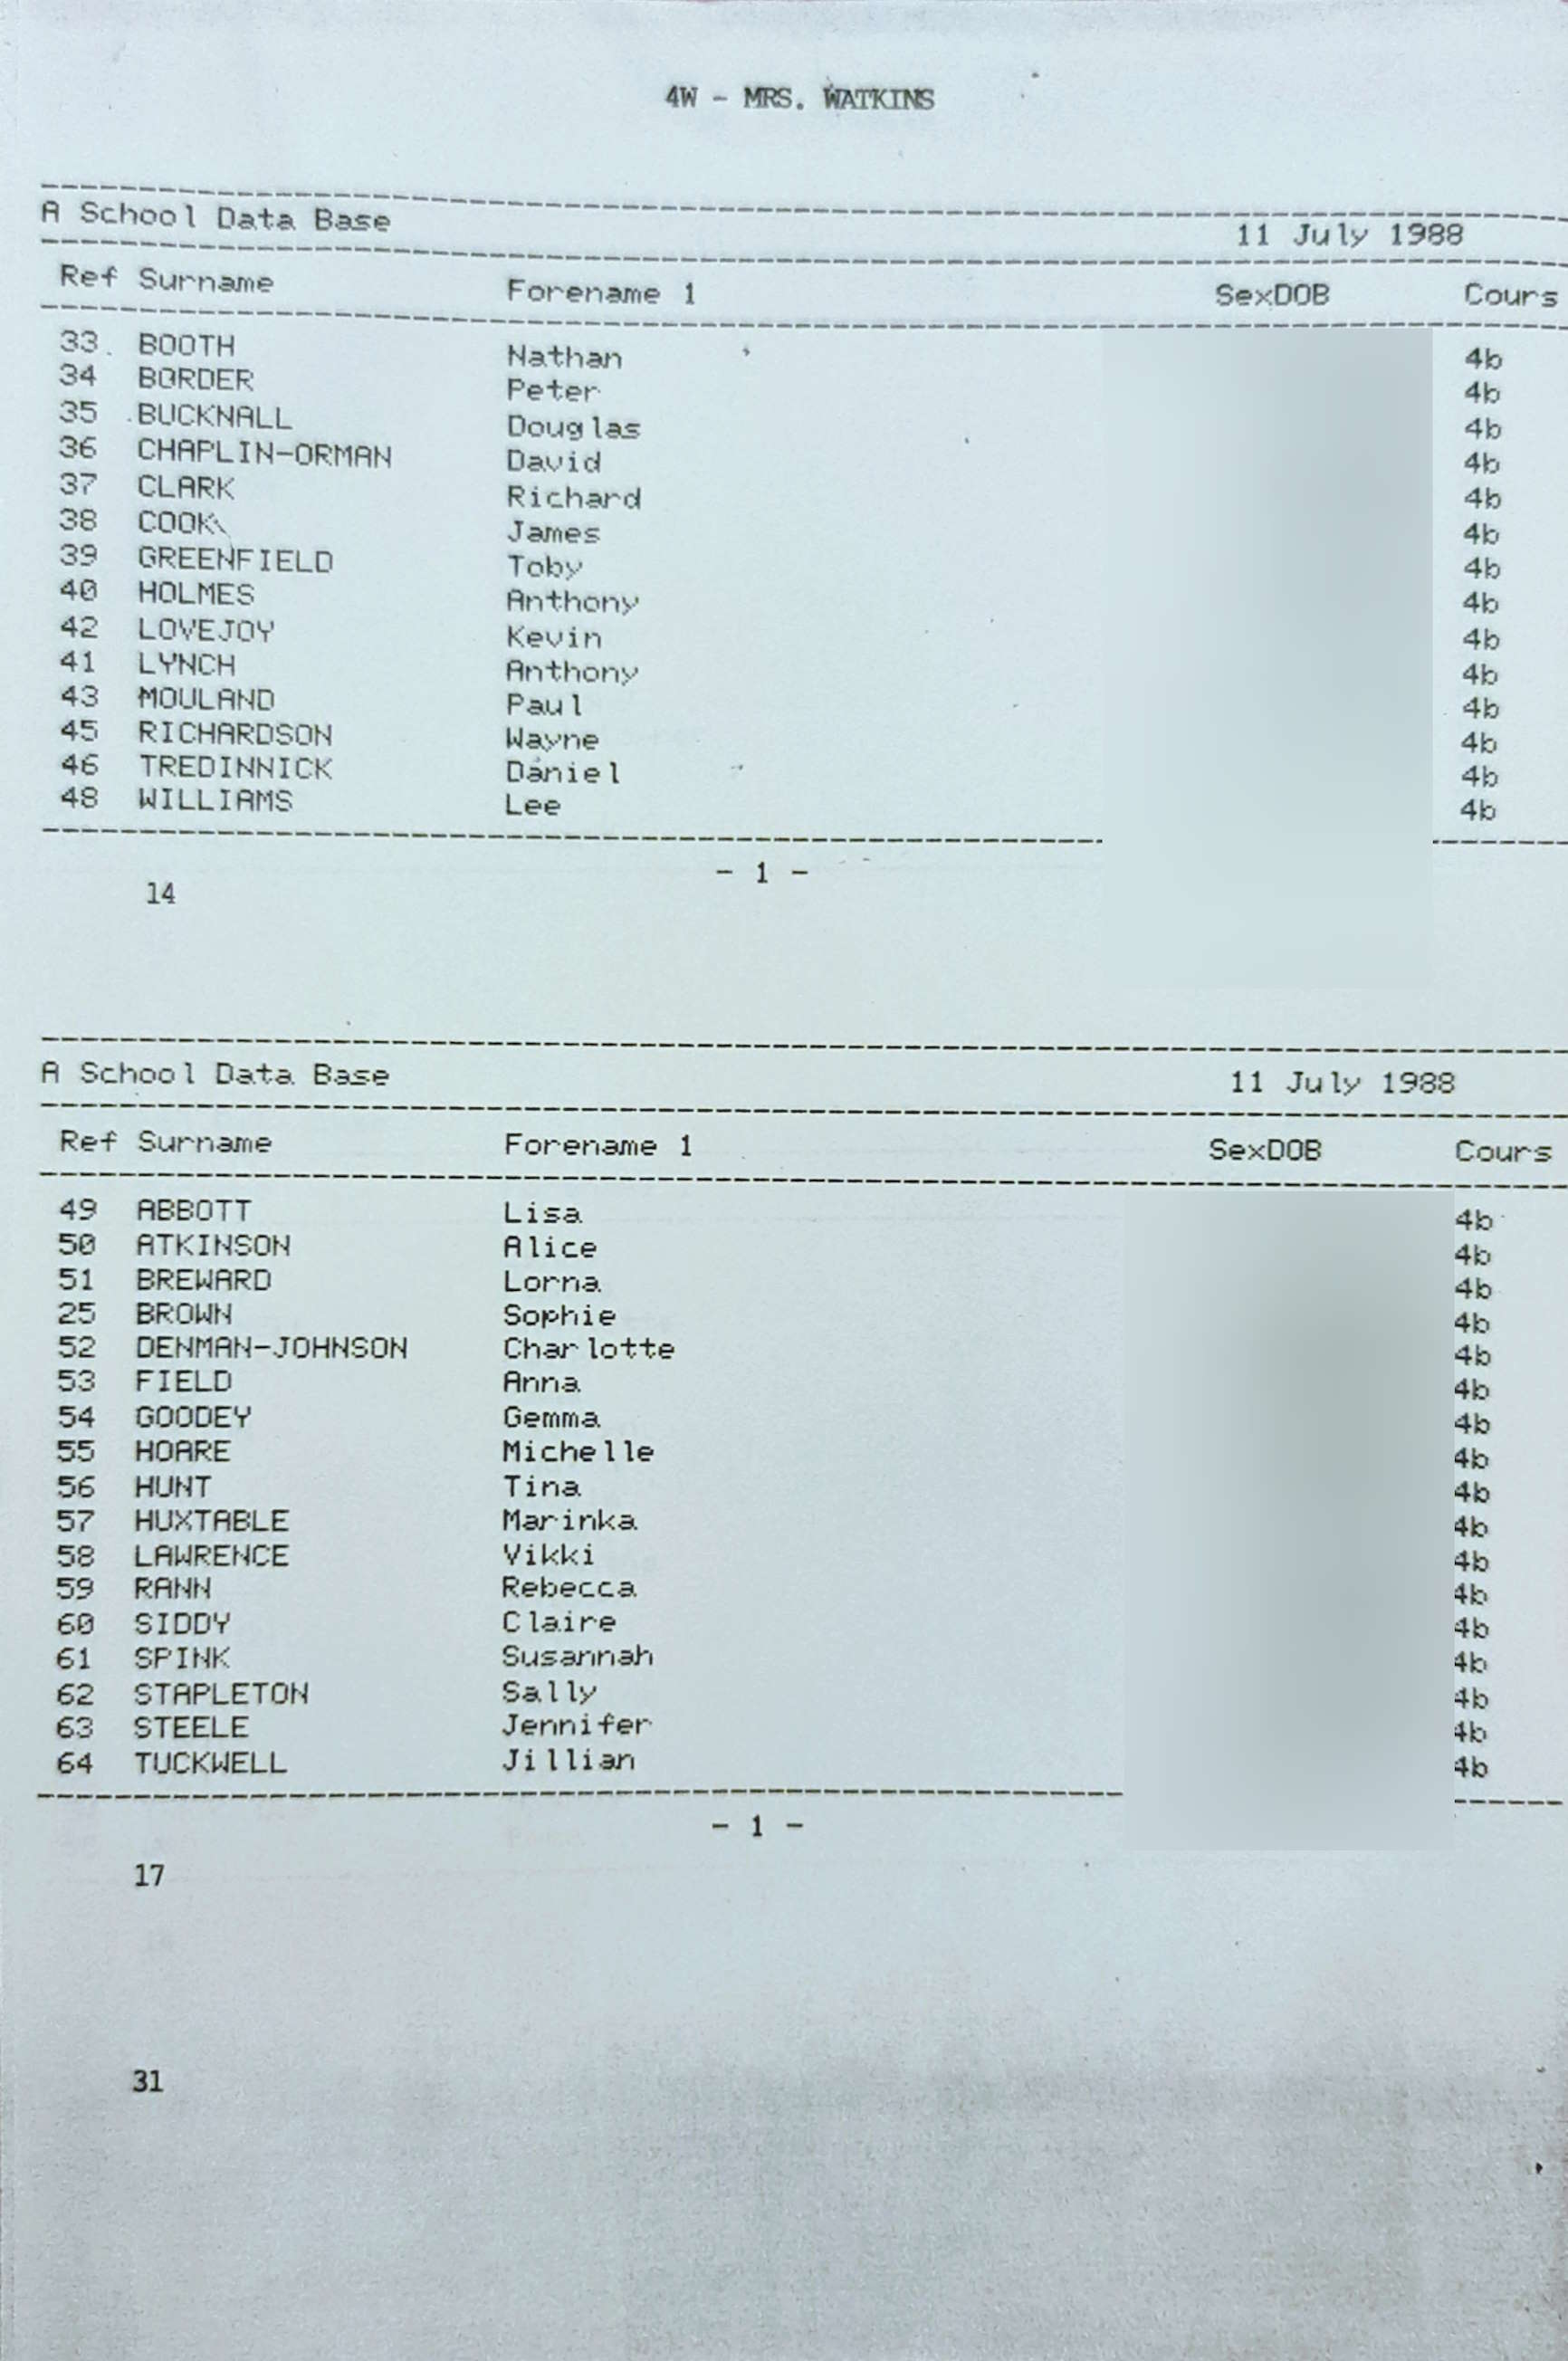 4W - MRS. WATKINS
A School Data Base 11 July 1988
Ref Surname Forename 1 SexDOB Cours
33 BOOTH Nathan 4b
34 BORDER Peter 4b
35 BUCKNALL Douglas 4b
36 CHAPLIN-ORMAN David 4b
37 CLARK Richard 4b
38 COOK James 4b
39 GREENFIELD Toby 4b
40 HOLMES Anthony 4b
42 LOVEJOY Kevin 4b
41 LYNCH Anthony 4b
43 MOULAND Paul 4b
45 RICHARDSON Wayne 4b
46 TREDINNICK Daniel 4b
48 WILLIAMS Lee 4b
- 1 -
14
A School Data Base 11 July 1988
Ref Surname Forename 1 SexDOB Cours
49 ABBOTT Lisa 4b
50 ATKINSON Alice 4b
51 BREWARD Lorna 4b
25 BROWN Sophie 4b
52 DENMAN-JOHNSON Charlotte 4b
53 FIELD Anna 4b
54 GOODEY Gemma 4b
55 HOARE Michelle 4b
56 HUNT Tina 4b
57 HUXTABLE Marinka 4b
58 LAWRENCE Vikki 4b
59 RANN Rebecca 4b
60 SIDDY Claire 4b
61 SPINK Susannah 4b
62 STAPLETON Sally 4b
63 STEELE Jennifer 4b
64 TUCKWELL Jillian 4b
- 1 -
17
31